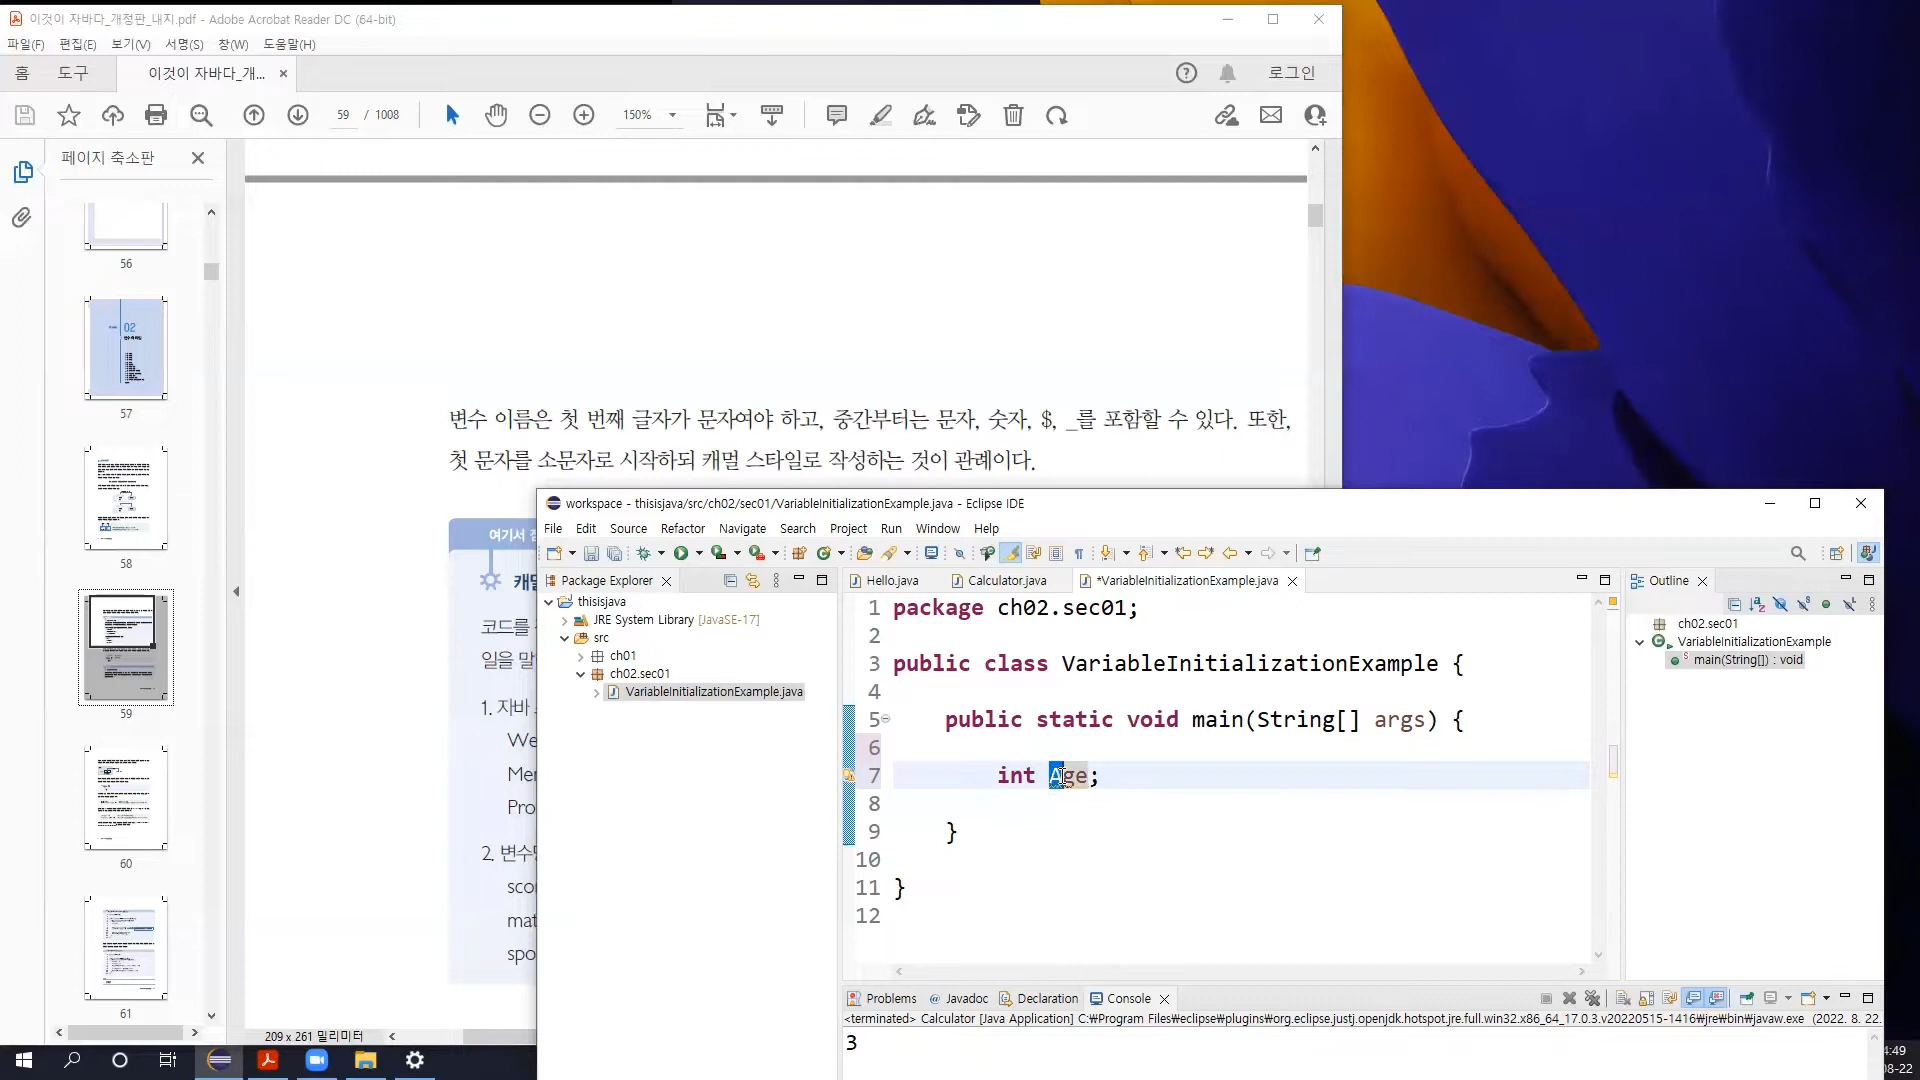 이것이 자바다_개정판_내지.pdf - Adobe Acrobat Reader DC (64-bit)
파일(F) 편집(E) 보기(V) 서명(S) 창(W) 도움말(H)
홈 도구 이것이 자바다_개... × 로그인
59 / 1008 150%
페이지 축소판
56
02
57
58
59
60
61
209 x 261 밀리미터
변수 이름은 첫 번째 글자가 문자여야 하고, 중간부터는 문자, 숫자, $, _를 포함할 수 있다. 또한,
첫 문자를 소문자로 시작하되 캐멀 스타일로 작성하는 것이 관례이다.
여기서
캐멀
코드를
일을 말
1. 자바
We
Mer
Pro
2. 변수
sco
mat
spo
workspace - thisisjava/src/ch02/sec01/VariableInitializationExample.java - Eclipse IDE
File Edit Source Refactor Navigate Search Project Run Window Help
Package Explorer
thisisjava
JRE System Library [JavaSE-17]
src
ch01
ch02.sec01
VariableInitializationExample.java
Hello.java Calculator.java *VariableInitializationExample.java
1 package ch02.sec01;
2
3 public class VariableInitializationExample {
4
5 public static void main(String[] args) {
6
7 int Age;
8
9 }
10
11 }
12
Outline
ch02.sec01
VariableInitializationExample
main(String[]) : void
Problems Javadoc Declaration Console
<terminated> Calculator [Java Application] C:₩Program Files₩eclipse₩plugins₩org.eclipse.justj.openjdk.hotspot.jre.full.win32.x86_64_17.0.3.v20220515-1416₩jre₩bin₩javaw.exe (2022. 8. 22.
3
4:49
08-22